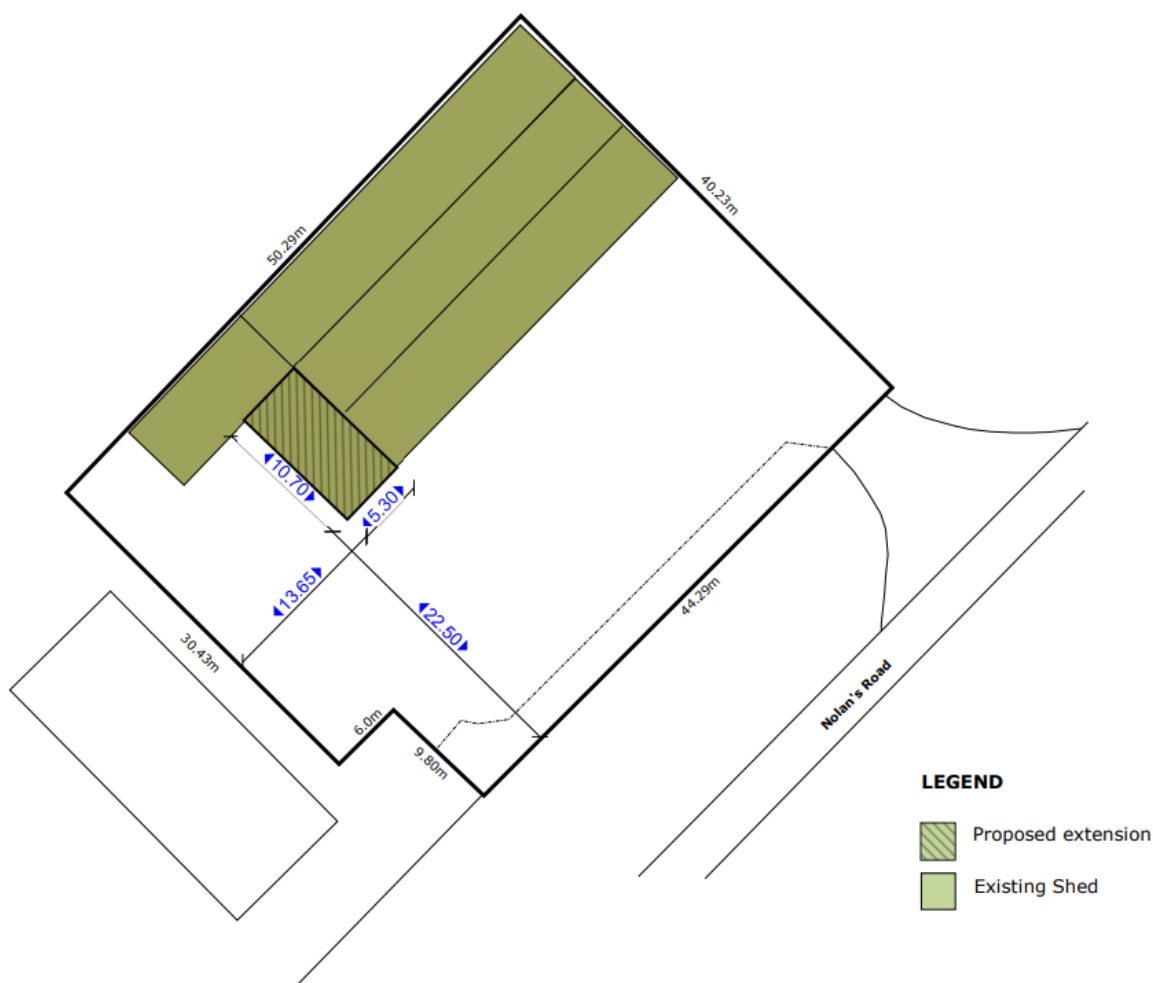 50.29m
40.23m
10.70
5.30
13.65
22.50
44.29m
30.43m
6.0m
9.80m
Nolan's Road
LEGEND
Proposed extension
Existing Shed